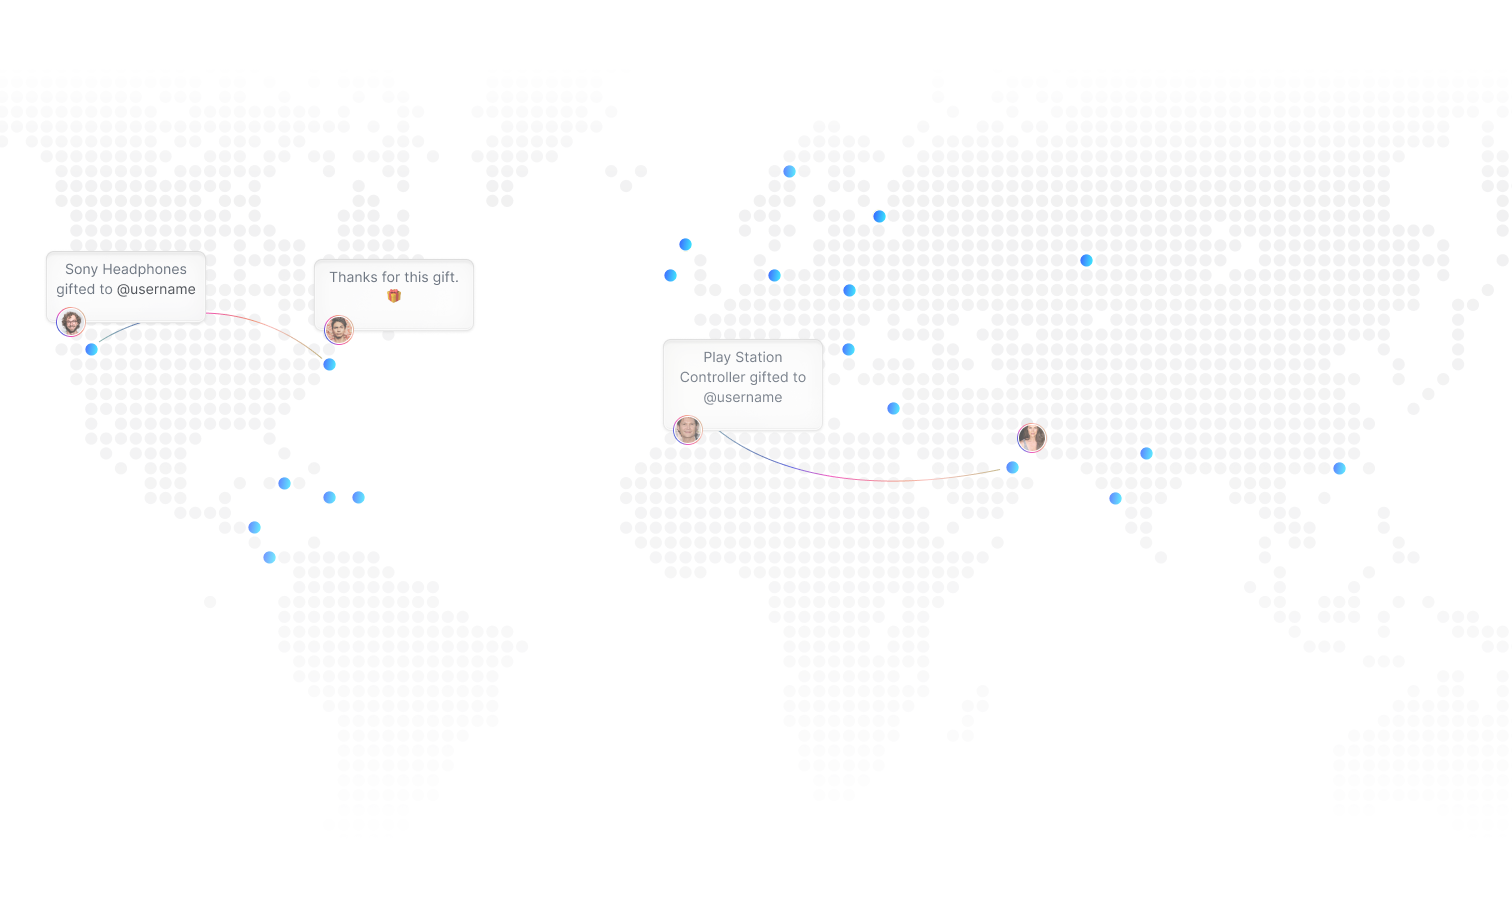 Sony Headphones
gifted to @username
Thanks for this gift.
🎁
Play Station
Controller gifted to
@username